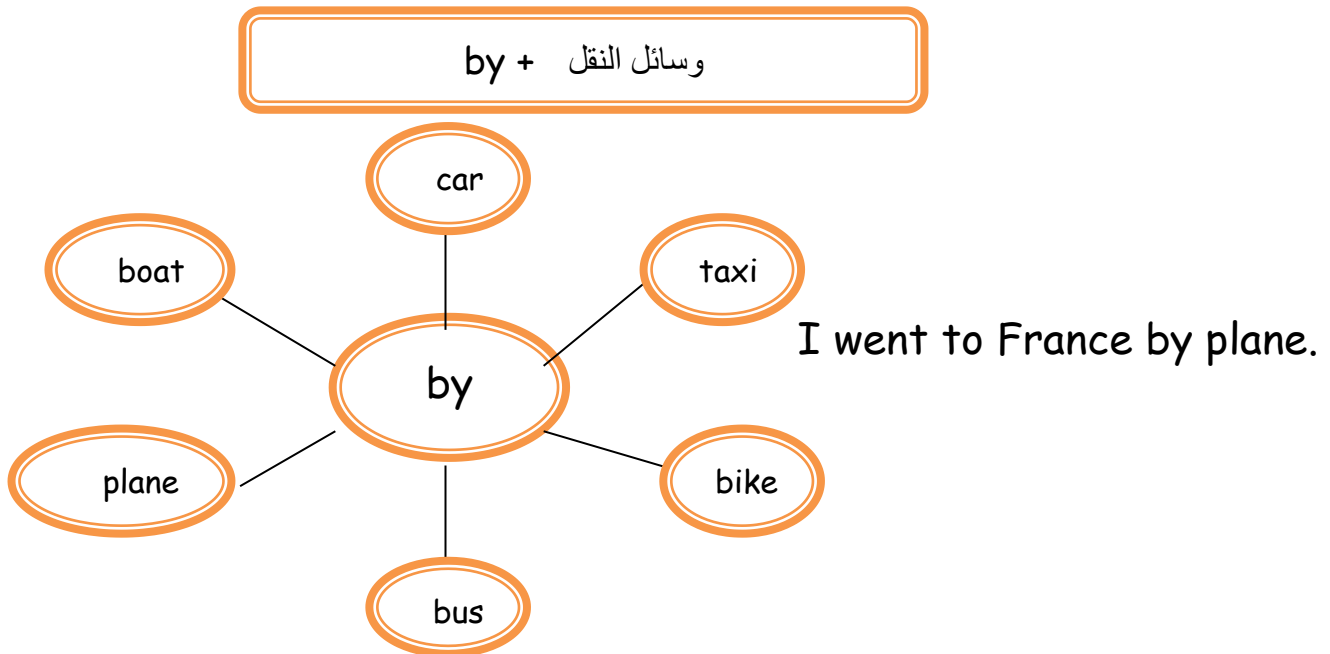 by + وسائل النقل
car
boat
taxi
I went to France by plane.
by
plane
bike
bus